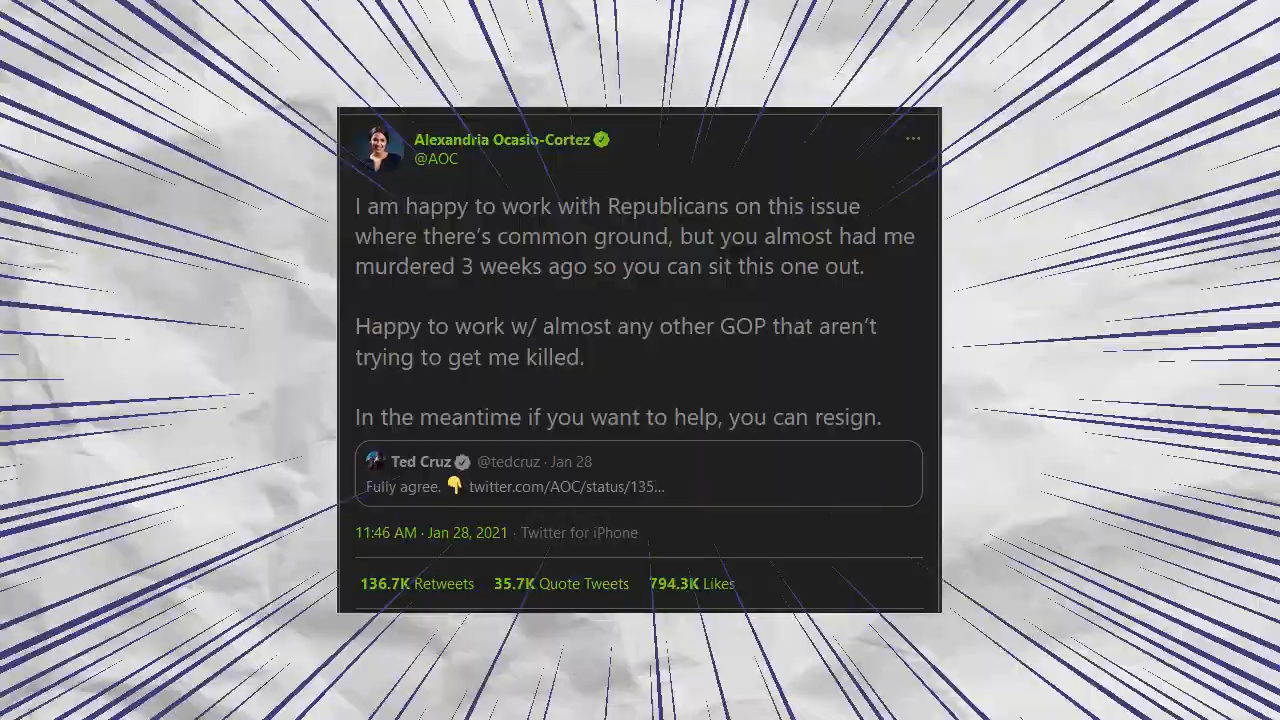 Alexandria Ocasio-Cortez
@AOC
I am happy to work with Republicans on this issue
where there's common ground, but you almost had me
murdered 3 weeks ago so you can sit this one out.
Happy to work w/ almost any other GOP that aren't
trying to get me killed.
In the meantime if you want to help, you can resign.
Ted Cruz @tedcruz · Jan 28
Fully agree. 👇 twitter.com/AOC/status/135...
11:46 AM · Jan 28, 2021 · Twitter for iPhone
136.7K Retweets 35.7K Quote Tweets 794.3K Likes